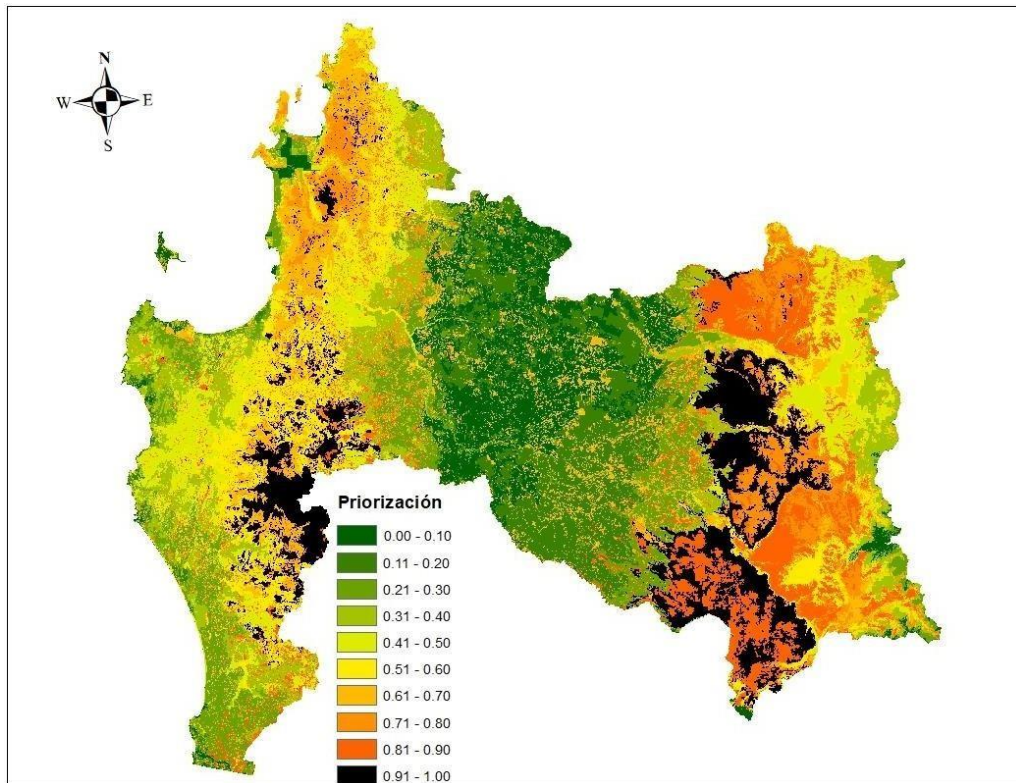 N
W E
S
Priorización
0.00 - 0.10
0.11 - 0.20
0.21 - 0.30
0.31 - 0.40
0.41 - 0.50
0.51 - 0.60
0.61 - 0.70
0.71 - 0.80
0.81 - 0.90
0.91 - 1.00